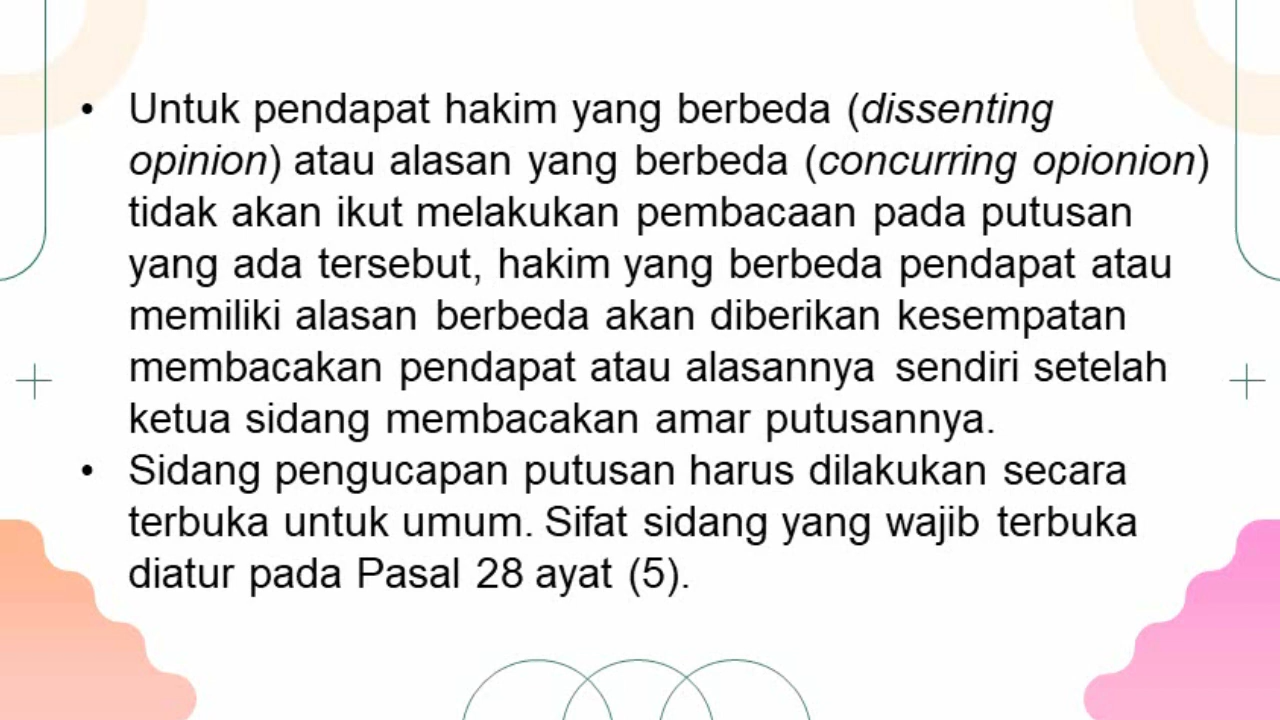 • Untuk pendapat hakim yang berbeda (dissenting
opinion) atau alasan yang berbeda (concurring opionion)
tidak akan ikut melakukan pembacaan pada putusan
yang ada tersebut, hakim yang berbeda pendapat atau
memiliki alasan berbeda akan diberikan kesempatan
membacakan pendapat atau alasannya sendiri setelah
ketua sidang membacakan amar putusannya.
• Sidang pengucapan putusan harus dilakukan secara
terbuka untuk umum. Sifat sidang yang wajib terbuka
diatur pada Pasal 28 ayat (5).